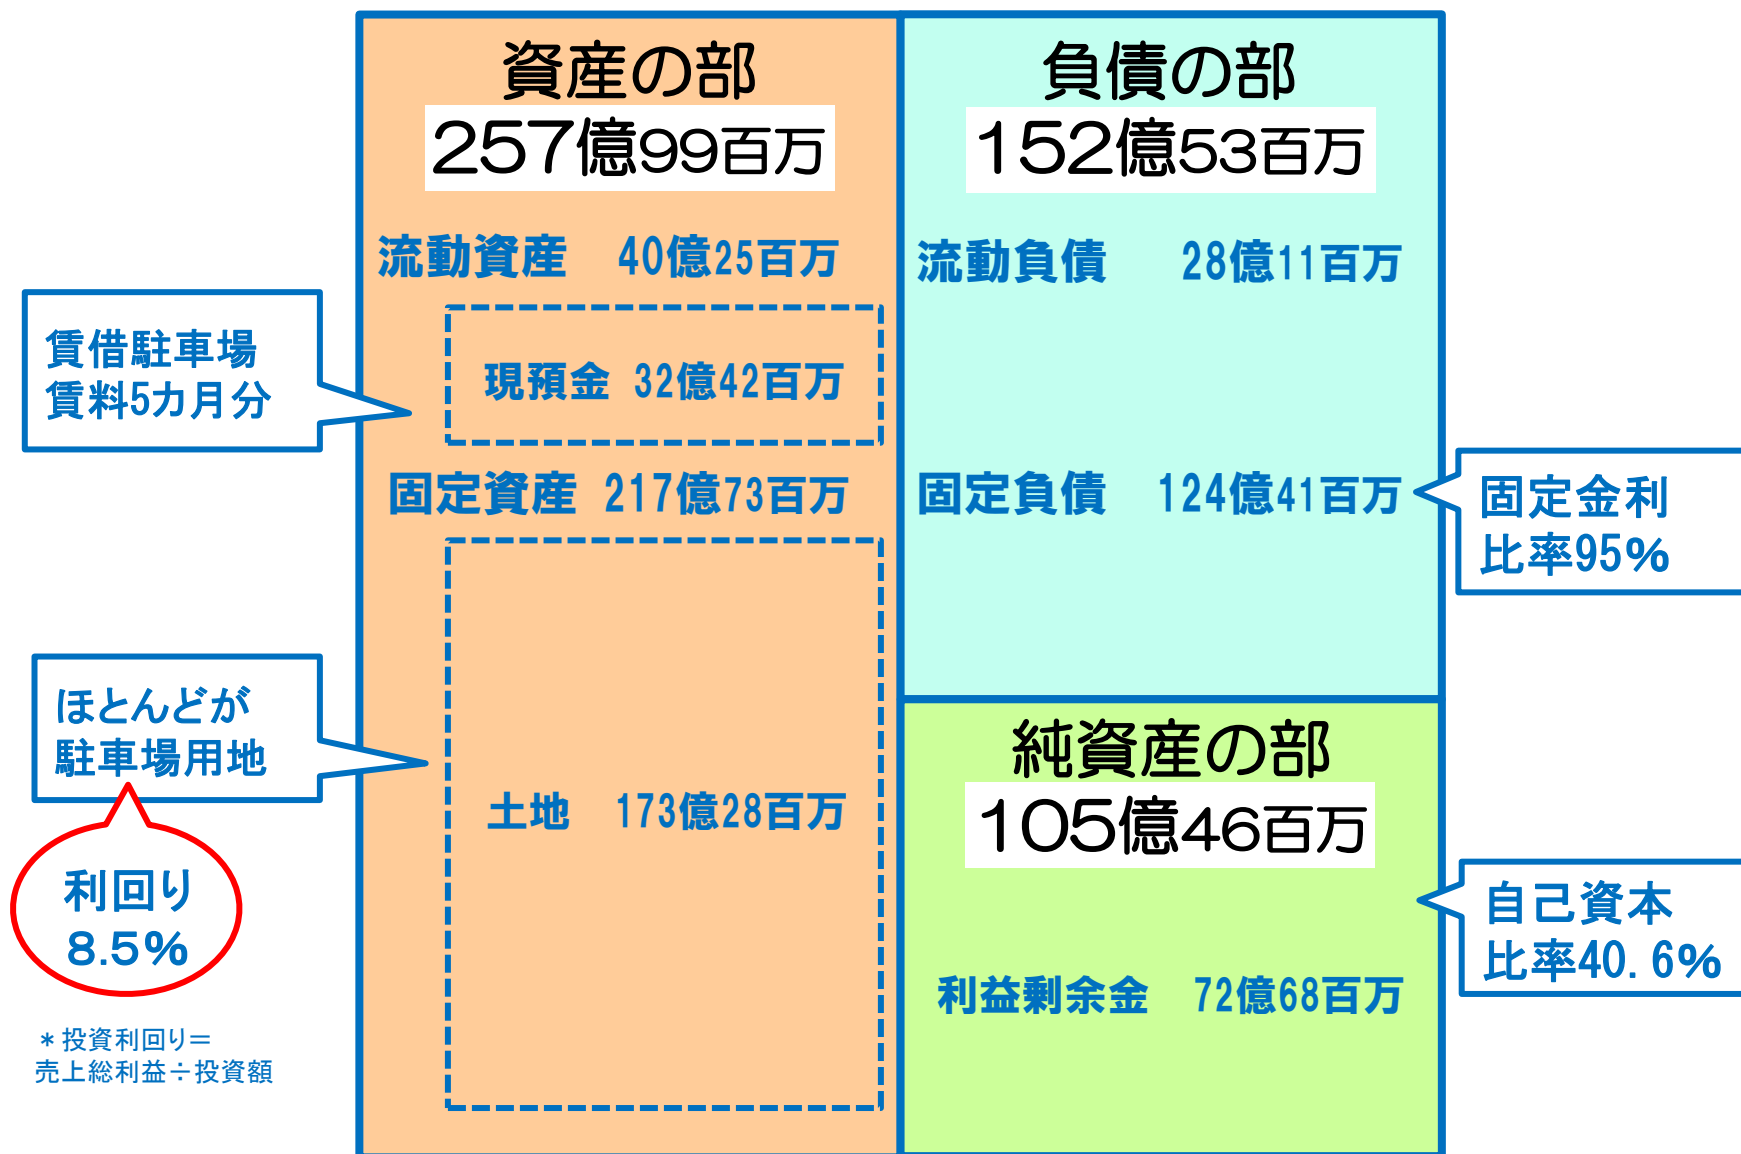 資産の部
257億99百万
流動資産 40億25百万
現預金 32億42百万
固定資産 217億73百万
土地 173億28百万
賃借駐車場
賃料5カ月分
ほとんどが
駐車場用地
利回り
8.5%
*投資利回り=
売上総利益÷投資額
負債の部
152億53百万
流動負債 28億11百万
固定負債 124億41百万
固定金利
比率95%
純資産の部
105億46百万
利益剰余金 72億68百万
自己資本
比率40.6%